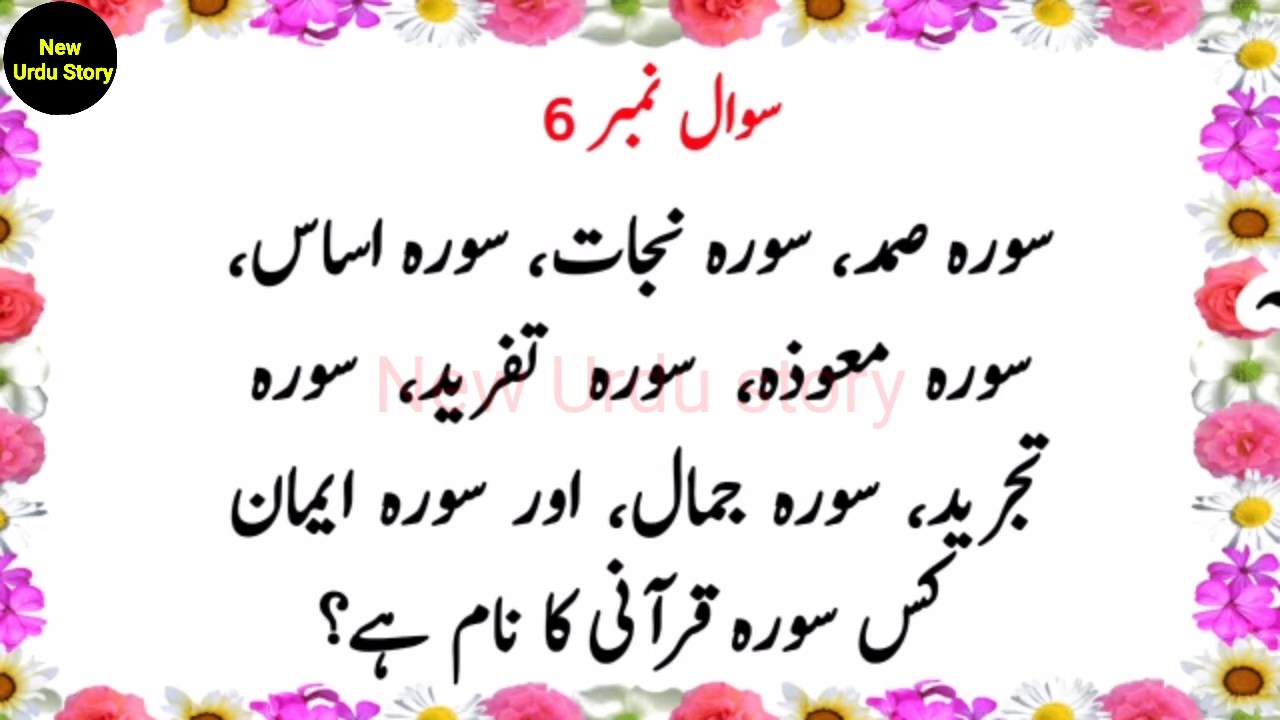 New
Urdu Story
سوال نمبر 6
سورہ صمد، سورہ نجات، سورہ اساس،
سورہ معوذہ، سورہ تفرید، سورہ
New Urdu story
تجرید، سورہ جمال، اور سورہ ایمان
کس سورہ قرآنی کا نام ہے؟